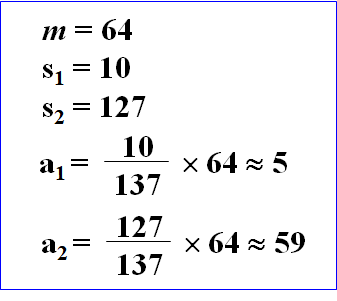 m = 64
s₁ = 10
s₂ = 127
a₁ = 10/137 × 64 ≈ 5
a₂ = 127/137 × 64 ≈ 59